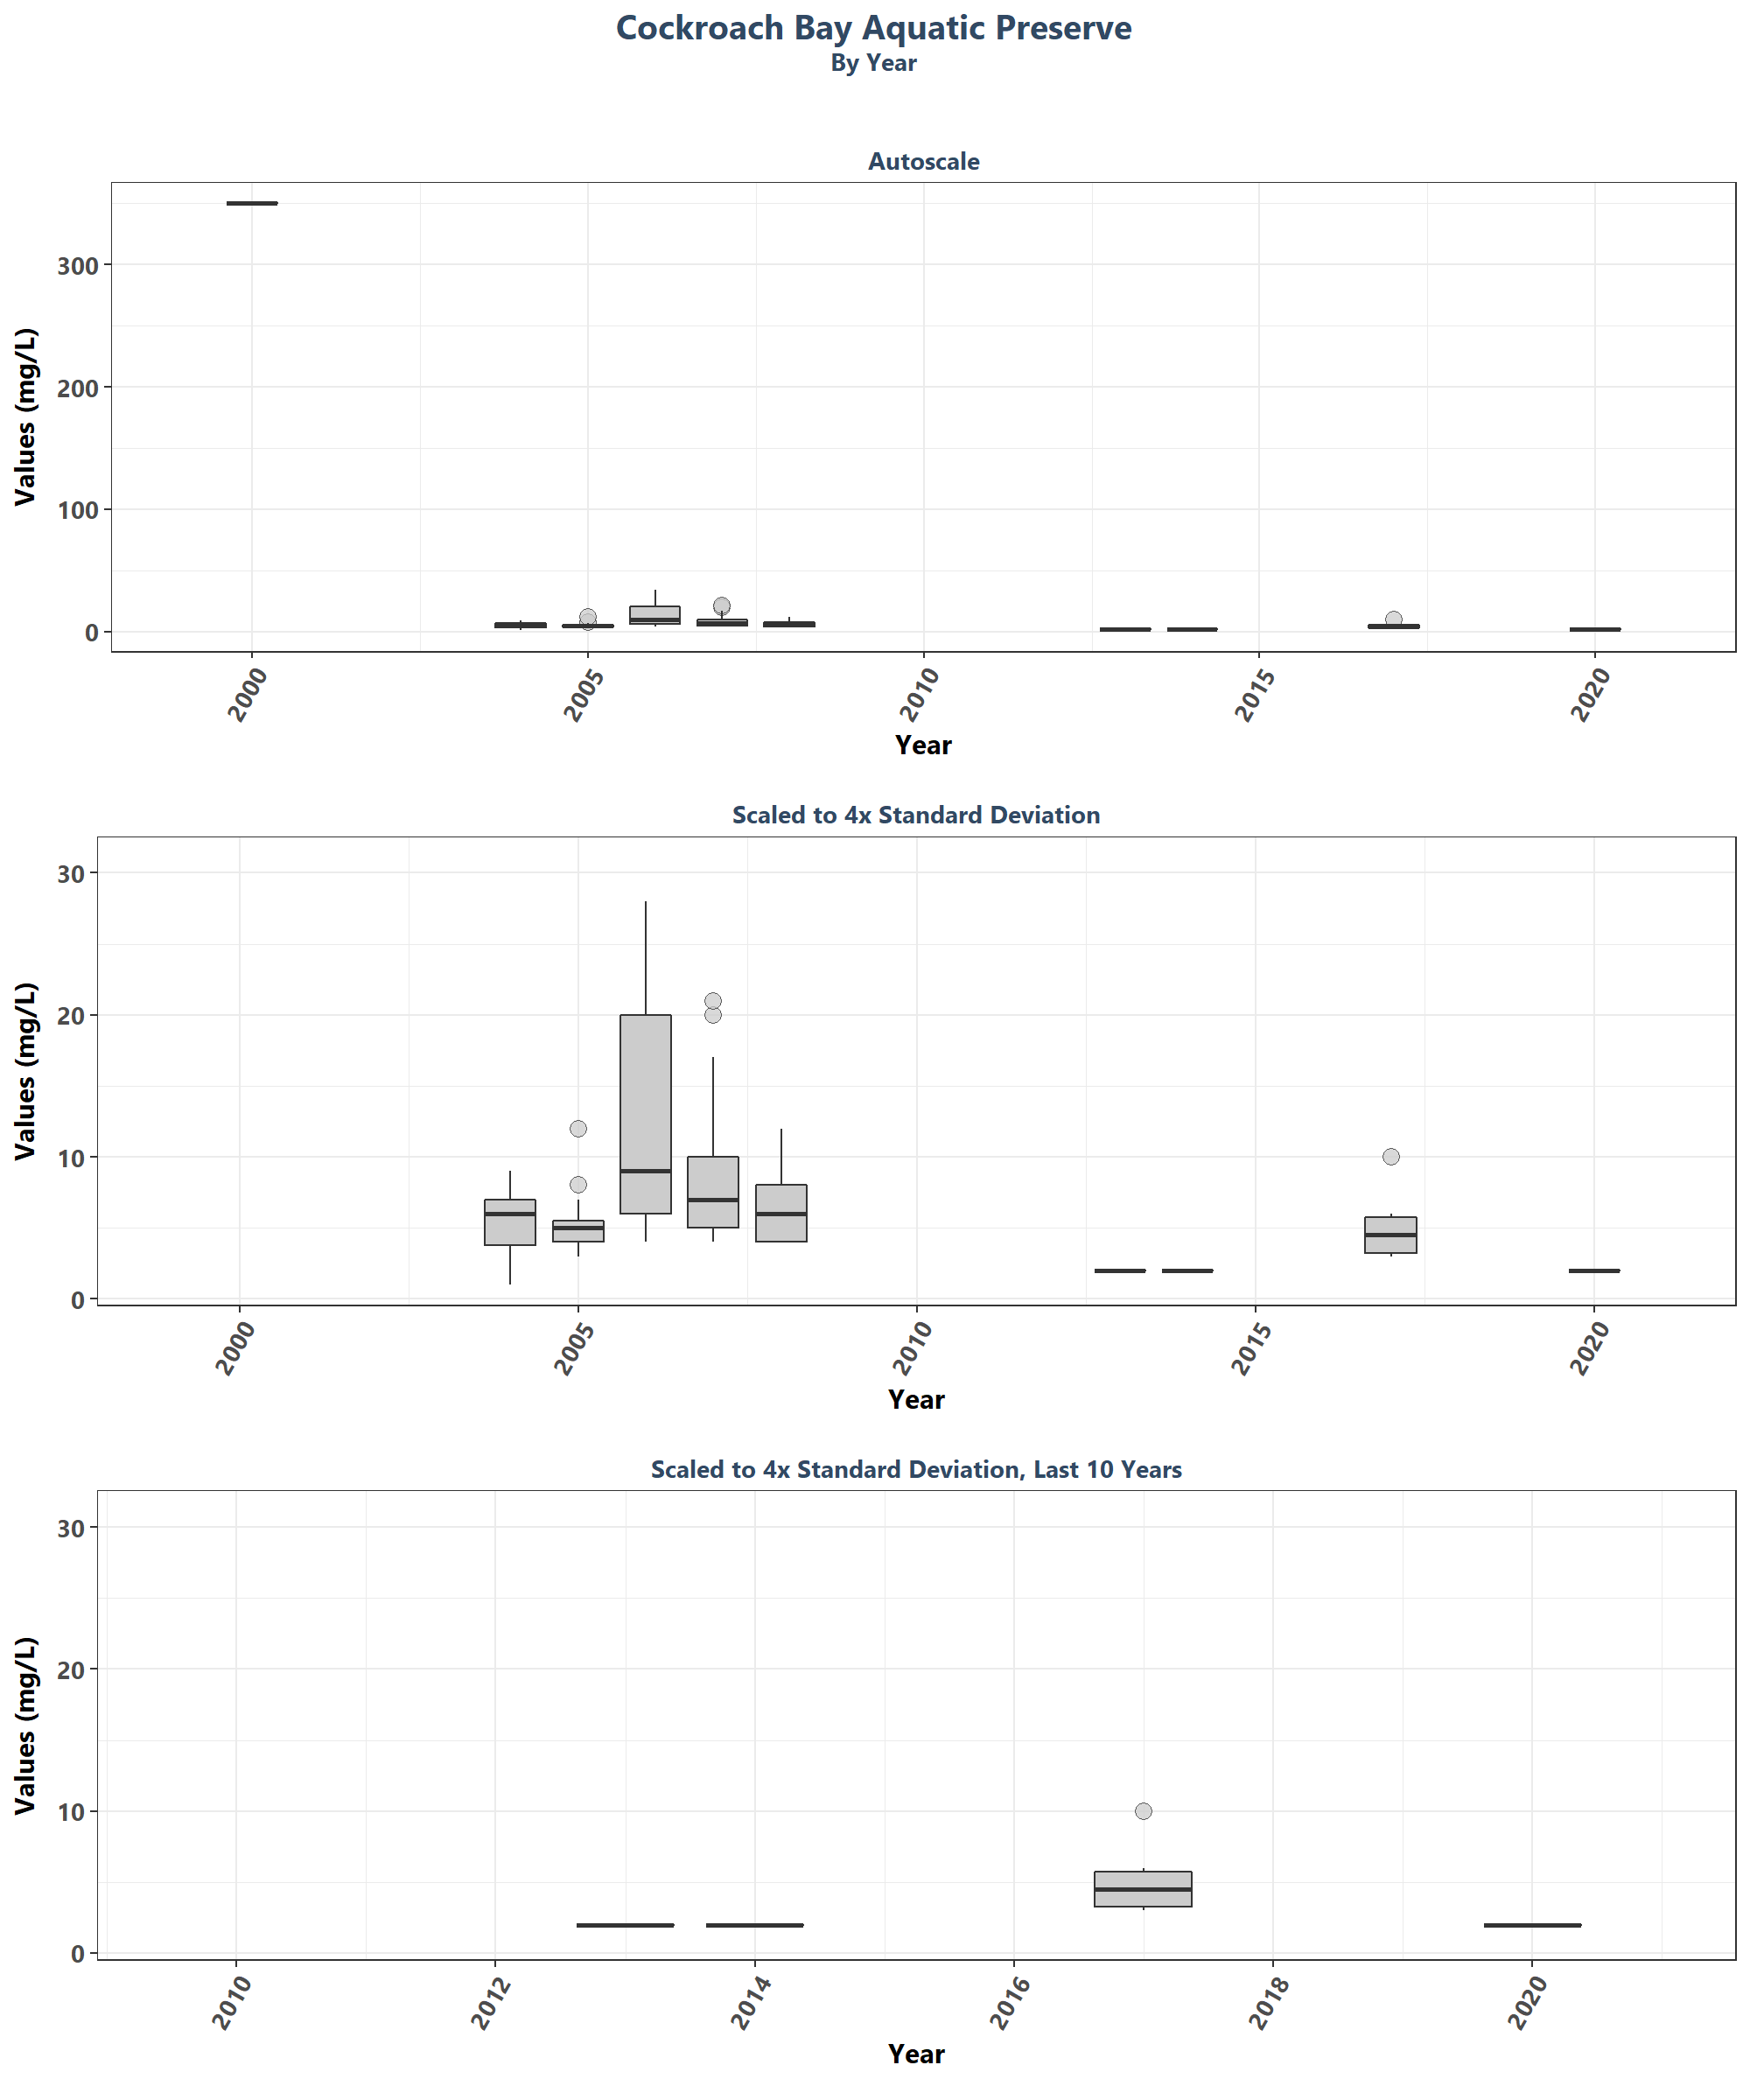 Cockroach Bay Aquatic Preserve
By Year
Autoscale
Values (mg/L)
300
200
100
0
2000 2005 2010 2015 2020
Year
Scaled to 4x Standard Deviation
Values (mg/L)
30
20
10
0
2000 2005 2010 2015 2020
Year
Scaled to 4x Standard Deviation, Last 10 Years
Values (mg/L)
30
20
10
0
2010 2012 2014 2016 2018 2020
Year